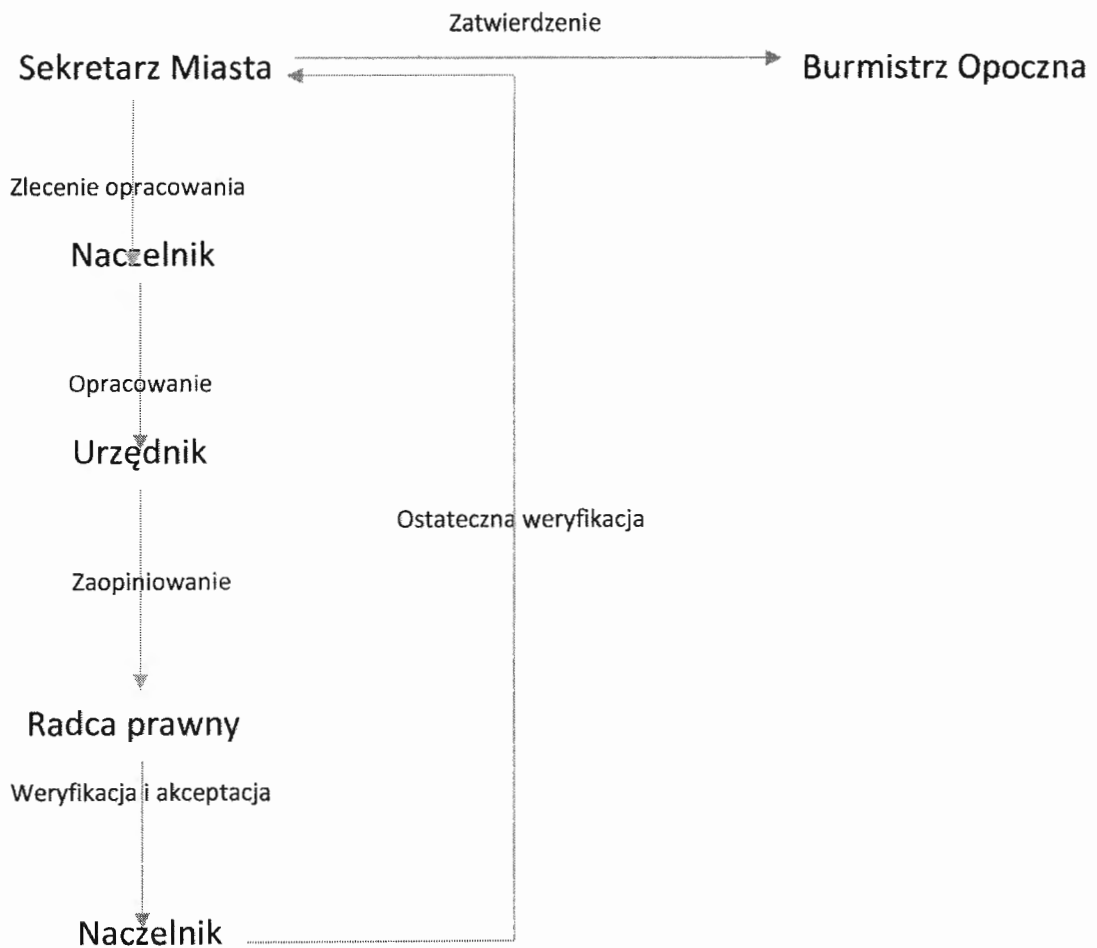 Zatwierdzenie
Sekretarz Miasta
Burmistrz Opoczna
Zlecenie opracowania
Naczelnik
Opracowanie
Urzędnik
Ostateczna weryfikacja
Zaopiniowanie
Radca prawny
Weryfikacja i akceptacja
Naczelnik